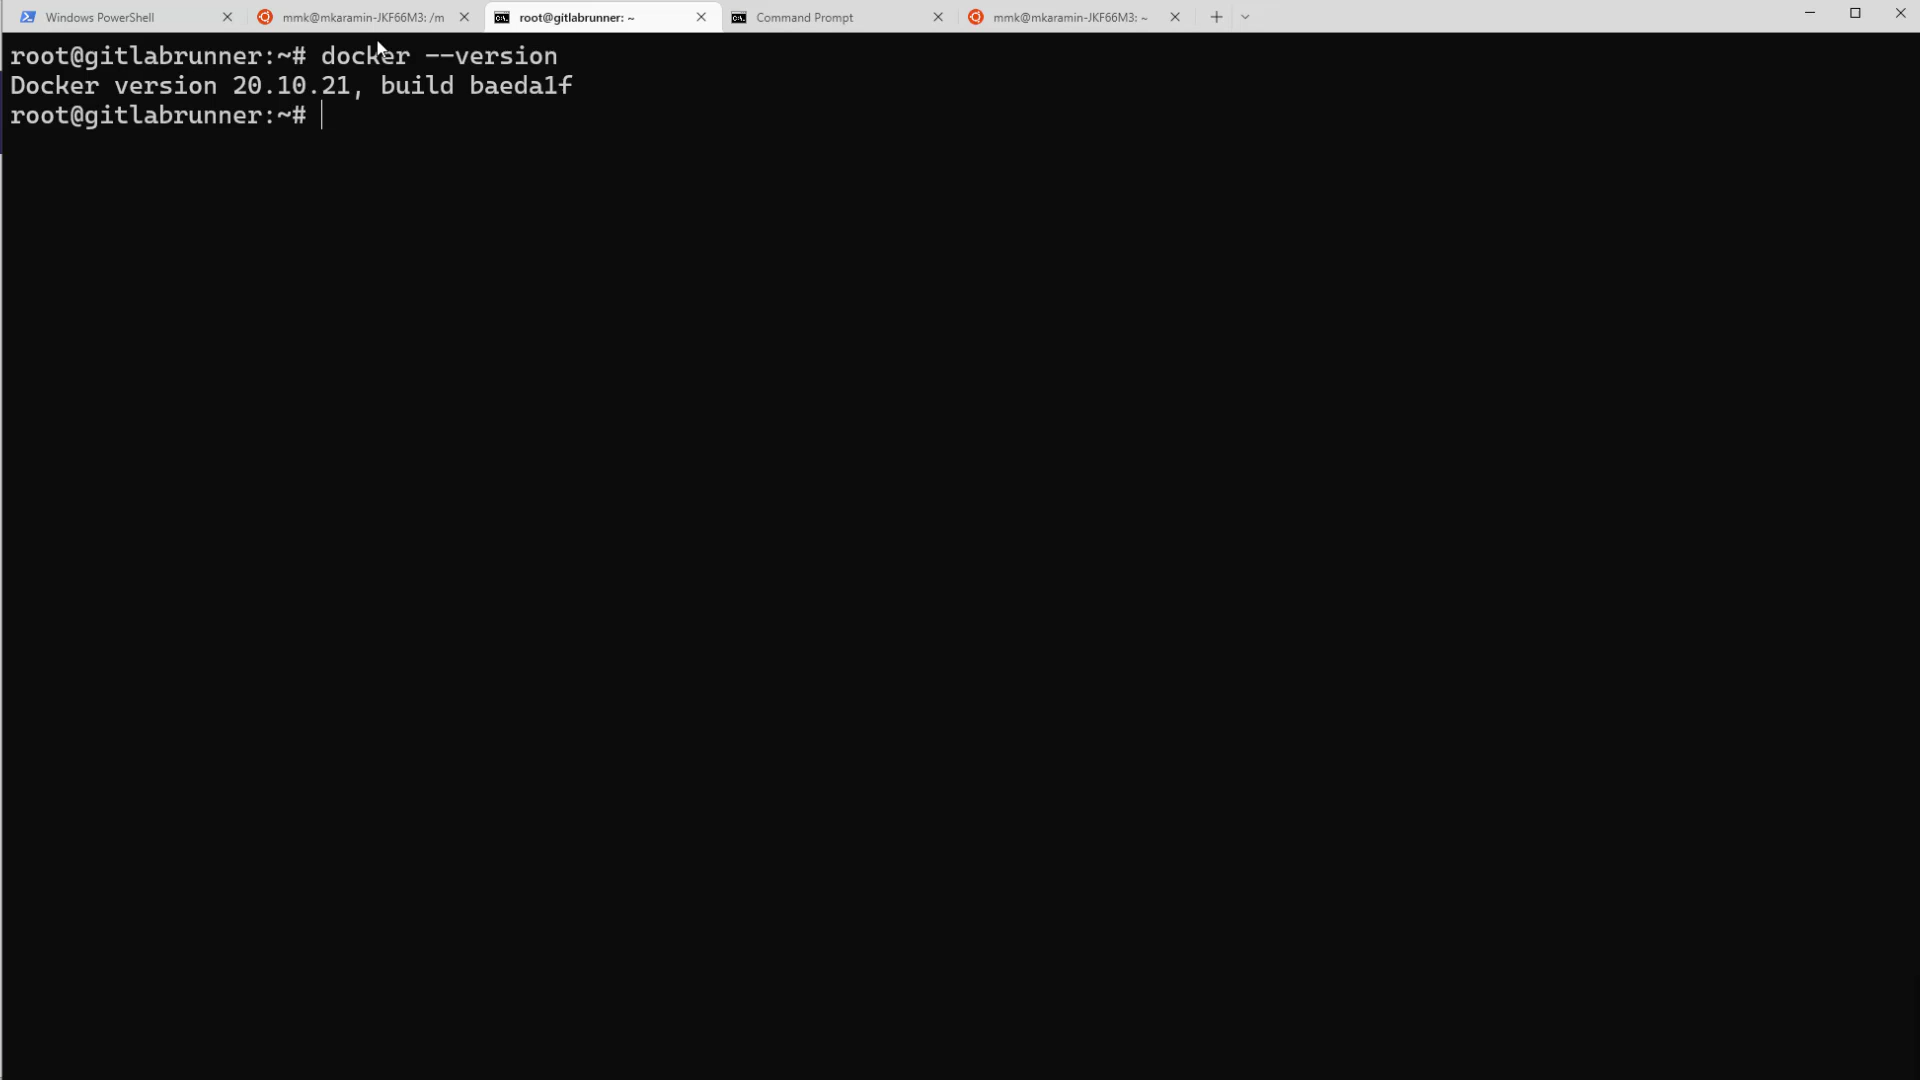 Windows PowerShell
mmk@mkaramin-JKF66M3: /m
root@gitlabrunner: ~
Command Prompt
mmk@mkaramin-JKF66M3: ~
root@gitlabrunner:~# docker --version
Docker version 20.10.21, build baeda1f
root@gitlabrunner:~#